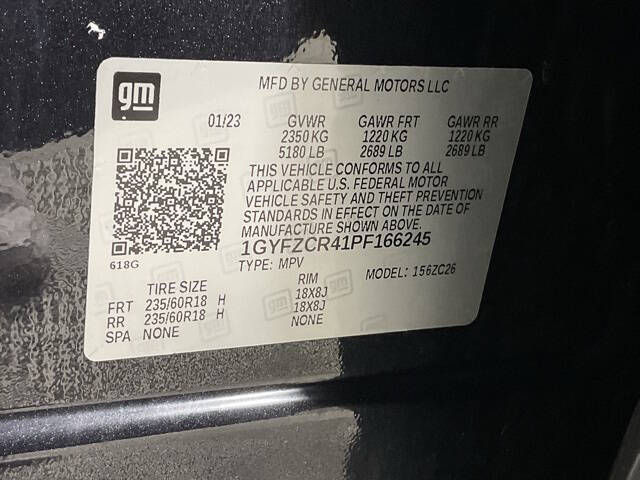 gm
MFD BY GENERAL MOTORS LLC
01/23 GVWR GAWR FRT GAWR RR
2350 KG 1220 KG 1220 KG
5180 LB 2689 LB 2689 LB
THIS VEHICLE CONFORMS TO ALL
APPLICABLE U.S. FEDERAL MOTOR
VEHICLE SAFETY AND THEFT PREVENTION
STANDARDS IN EFFECT ON THE DATE OF
MANUFACTURE SHOWN ABOVE.
1GYFZCR41PF166245
618G TYPE: MPV MODEL: 156ZC26
TIRE SIZE RIM
FRT 235/60R18 H 18X8J
RR 235/60R18 H 18X8J
SPA NONE NONE